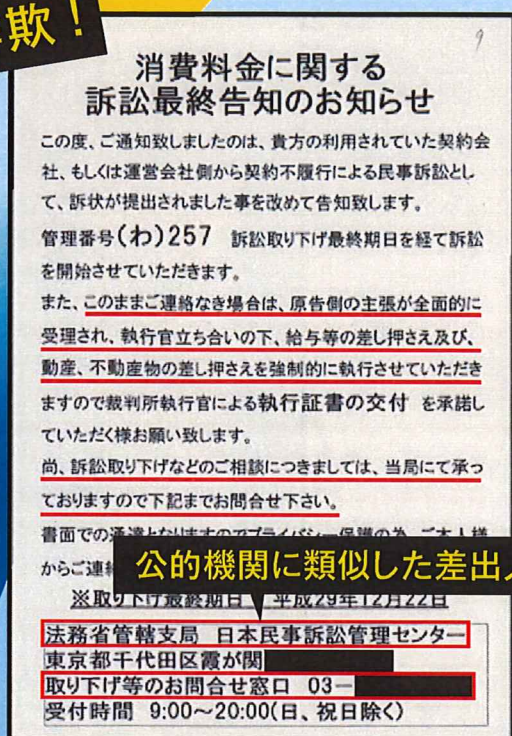 欺!
9
消費料金に関する
訴訟最終告知のお知らせ
この度、ご通知致しましたのは、貴方の利用されていた契約会
社、もしくは運営会社側から契約不履行による民事訴訟とし
て、訴状が提出されました事を改めて告知致します。
管理番号(わ)257 訴訟取り下げ最終期日を経て訴訟
を開始させていただきます。
また、このままご連絡なき場合は、原告側の主張が全面的に
受理され、執行官立ち合いの下、給与等の差し押さえ及び、
動産、不動産物の差し押さえを強制的に執行させていただき
ますので裁判所執行官による執行証書の交付 を承諾し
ていただく様お願い致します。
尚、訴訟取り下げなどのご相談につきましては、当局にて承っ
ておりますので下記までお問合せ下さい。
書面での通達となりますのでプライバシー保護の為、ご本人様
からご連
公的機関に類似した差出
※取り下げ最終期日 平成29年12月22日
法務省管轄支局 日本民事訴訟管理センター
東京都千代田区霞が関
取り下げ等のお問合せ窓口 03ー
受付時間 9:00~20:00(日、祝日除く)